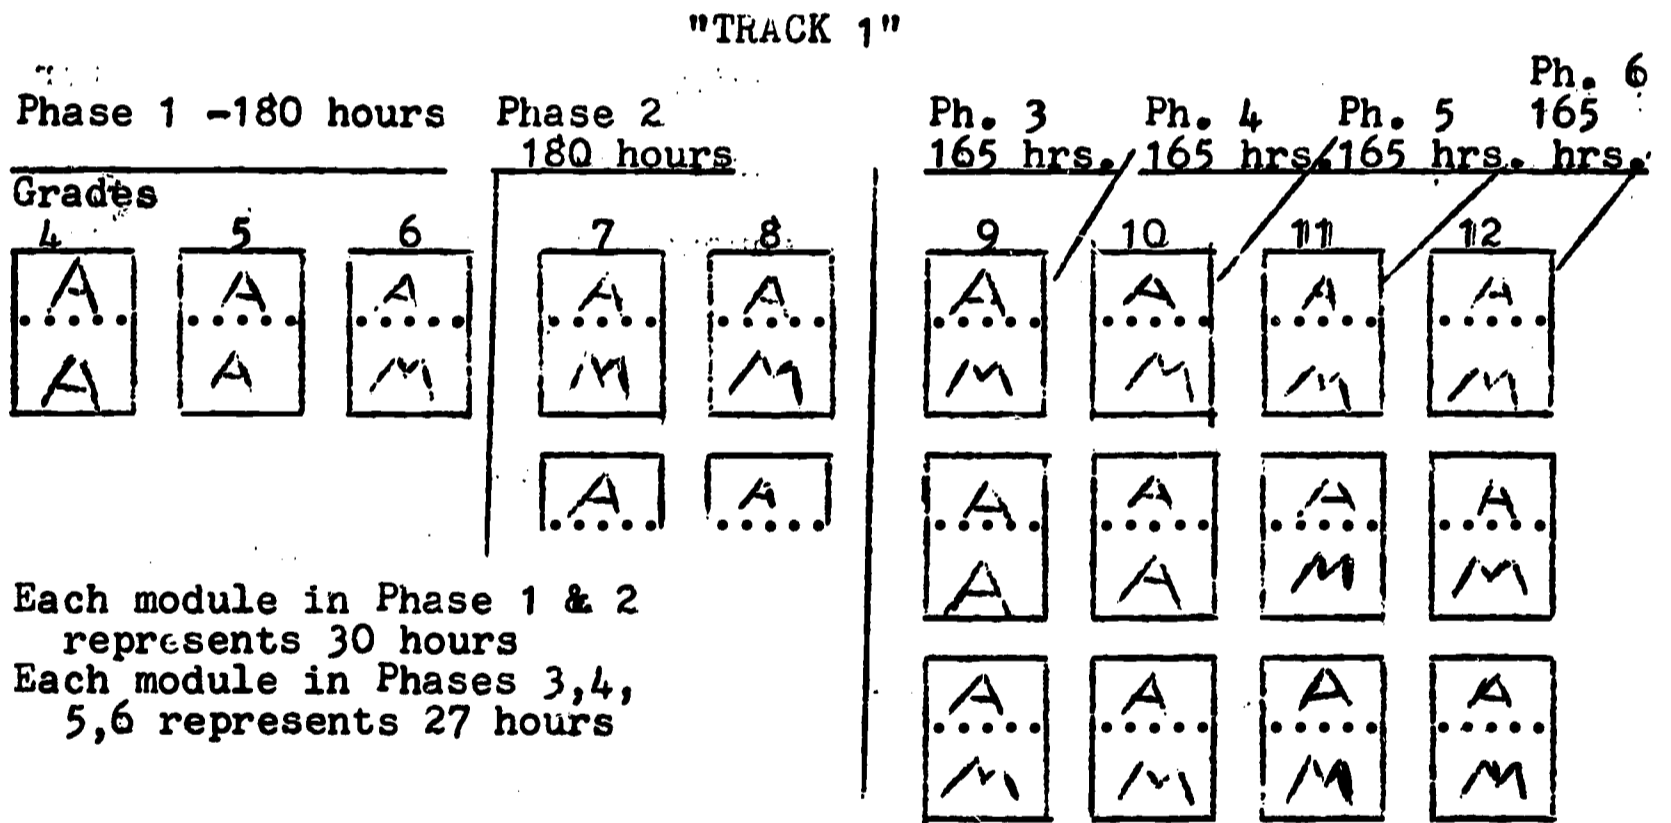 "TRACK 1"
Ph. 6
Phase 1 -180 hours Phase 2 Ph. 3 Ph. 4 Ph. 5 165
180 hours 165 hrs. 165 hrs. 165 hrs. hrs.
Grades
4 5 6 7 8 9 10 11 12
A A A A A A A A A
A A M M M M M M M
A A A A A A
A A M M
Each module in Phase 1 & 2
represents 30 hours
Each module in Phases 3,4,
5,6 represents 27 hours
A A A A
M M M M